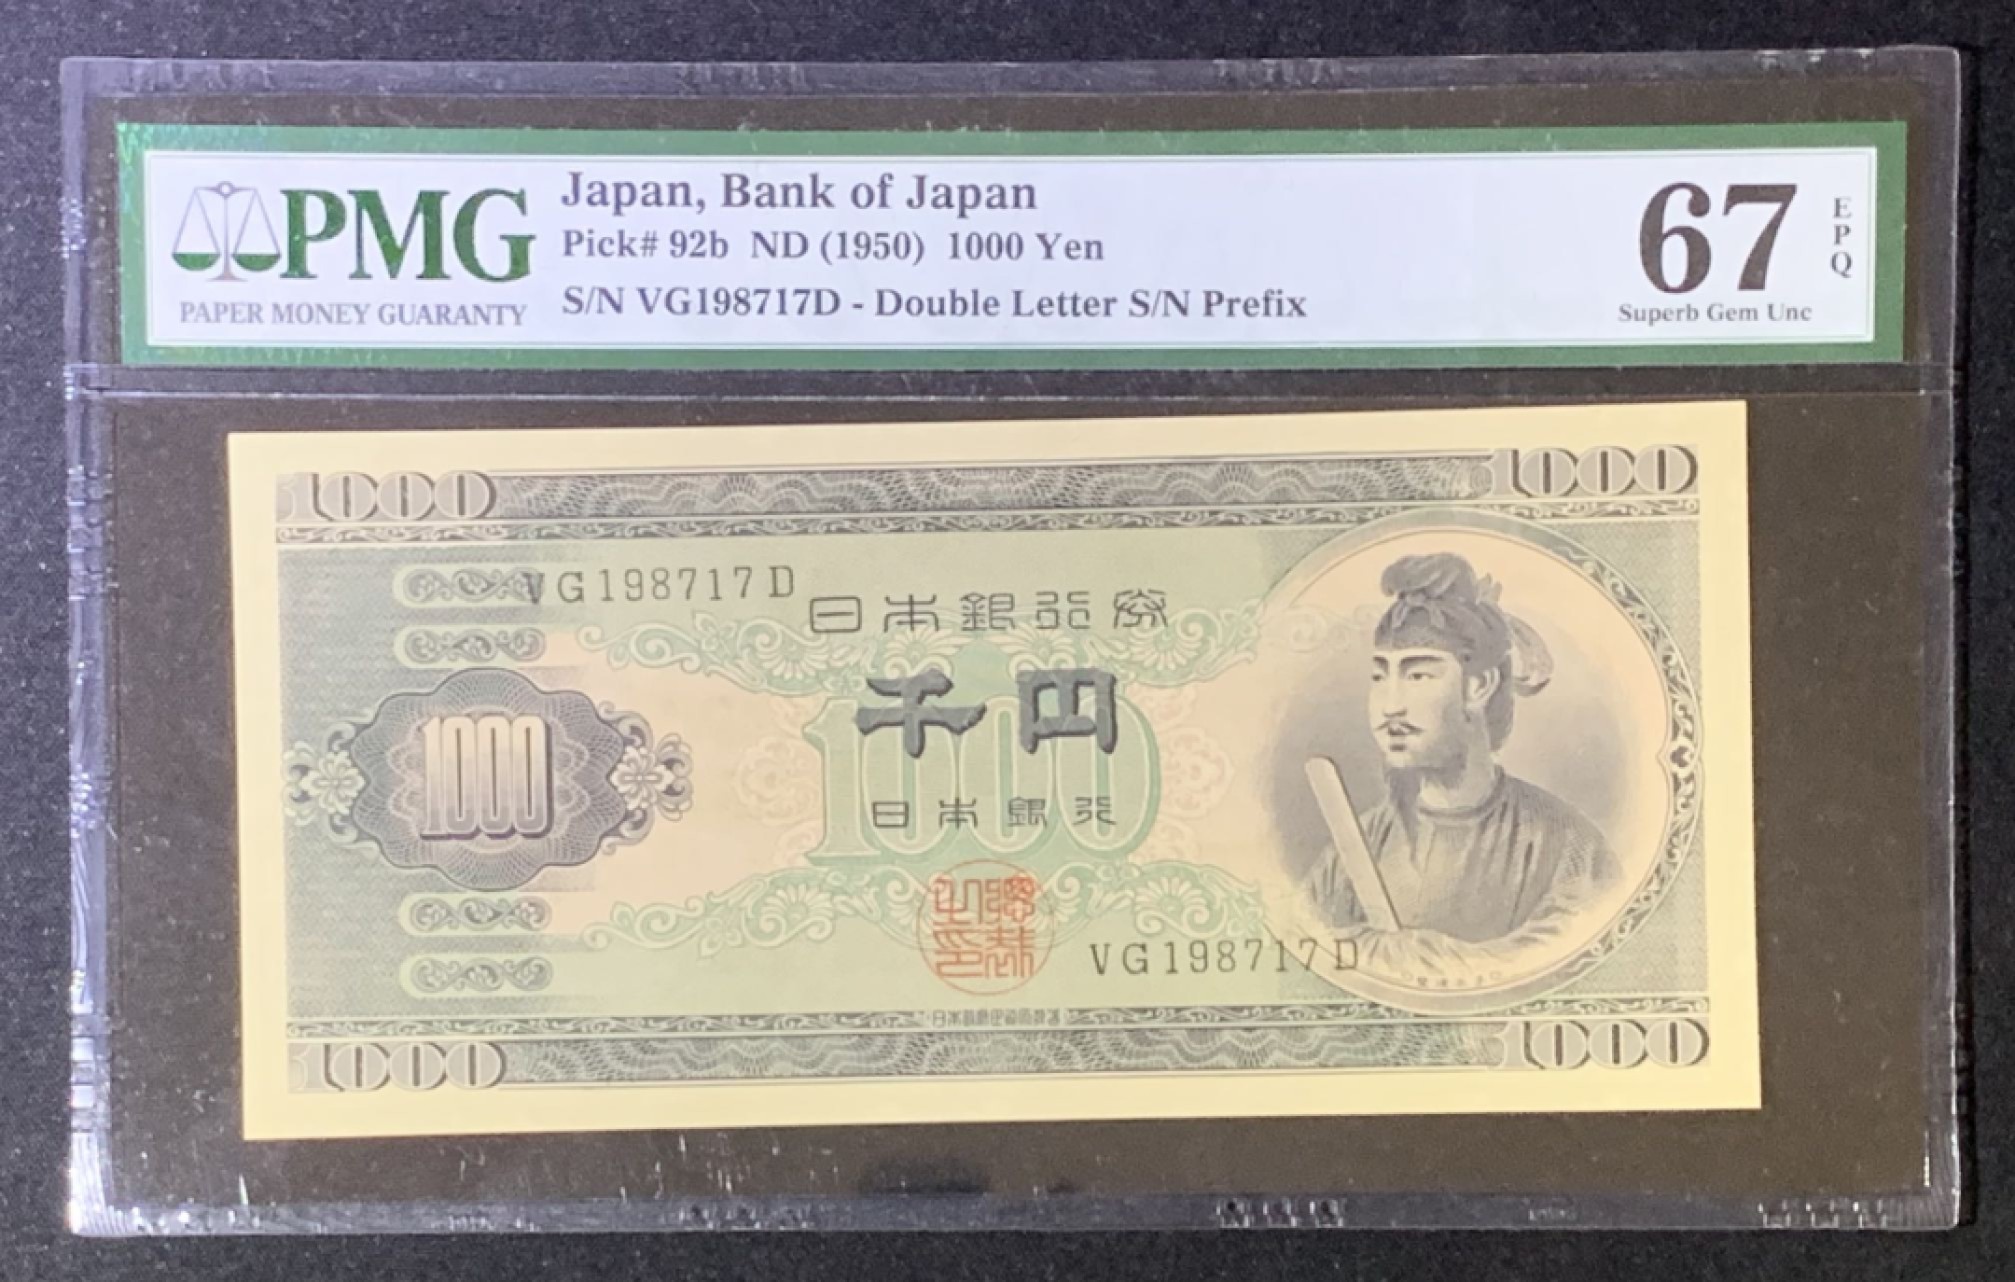 PMG
PAPER MONEY GUARANTY
Japan, Bank of Japan
Pick# 92b ND (1950) 1000 Yen
S/N VG198717D - Double Letter S/N Prefix
67
EPQ
Superb Gem Unc
1000
1000
VG198717D
日本銀行券
千円
1000
1000
日本銀行
VG198717D
1000
1000